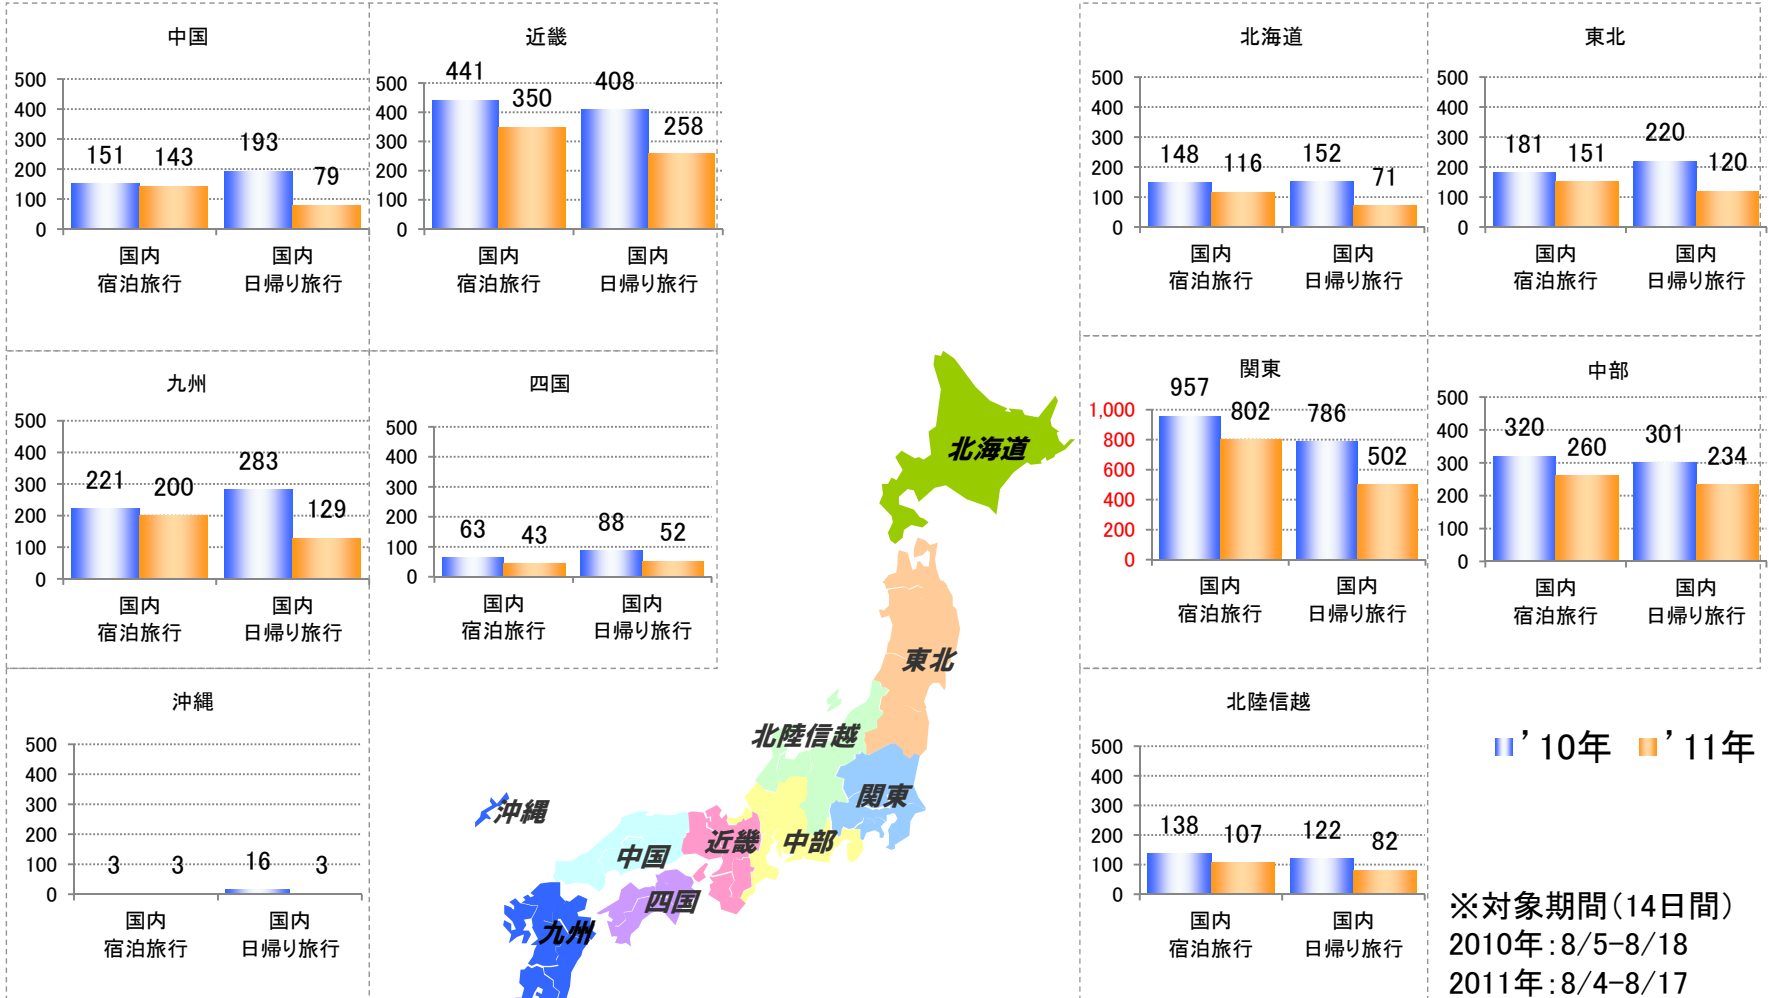 中国
500
400
300
200
100
0
151
143
193
79
国内
宿泊旅行
国内
日帰り旅行
近畿
500
400
300
200
100
0
441
350
408
258
国内
宿泊旅行
国内
日帰り旅行
北海道
500
400
300
200
100
0
148
116
152
71
国内
宿泊旅行
国内
日帰り旅行
東北
500
400
300
200
100
0
181
151
220
120
国内
宿泊旅行
国内
日帰り旅行
九州
500
400
300
200
100
0
221
200
283
129
国内
宿泊旅行
国内
日帰り旅行
四国
500
400
300
200
100
0
63
43
88
52
国内
宿泊旅行
国内
日帰り旅行
関東
1,000
800
600
400
200
0
957
802
786
502
国内
宿泊旅行
国内
日帰り旅行
中部
500
400
300
200
100
0
320
260
301
234
国内
宿泊旅行
国内
日帰り旅行
沖縄
500
400
300
200
100
0
3
3
16
3
国内
宿泊旅行
国内
日帰り旅行
北海道
東北
北陸信越
関東
沖縄
中部
近畿
中国
四国
九州
北陸信越
500
400
300
200
100
0
138
107
122
82
国内
宿泊旅行
国内
日帰り旅行
’10年 ’11年
※対象期間(14日間)
2010年:8/5-8/18
2011年:8/4-8/17